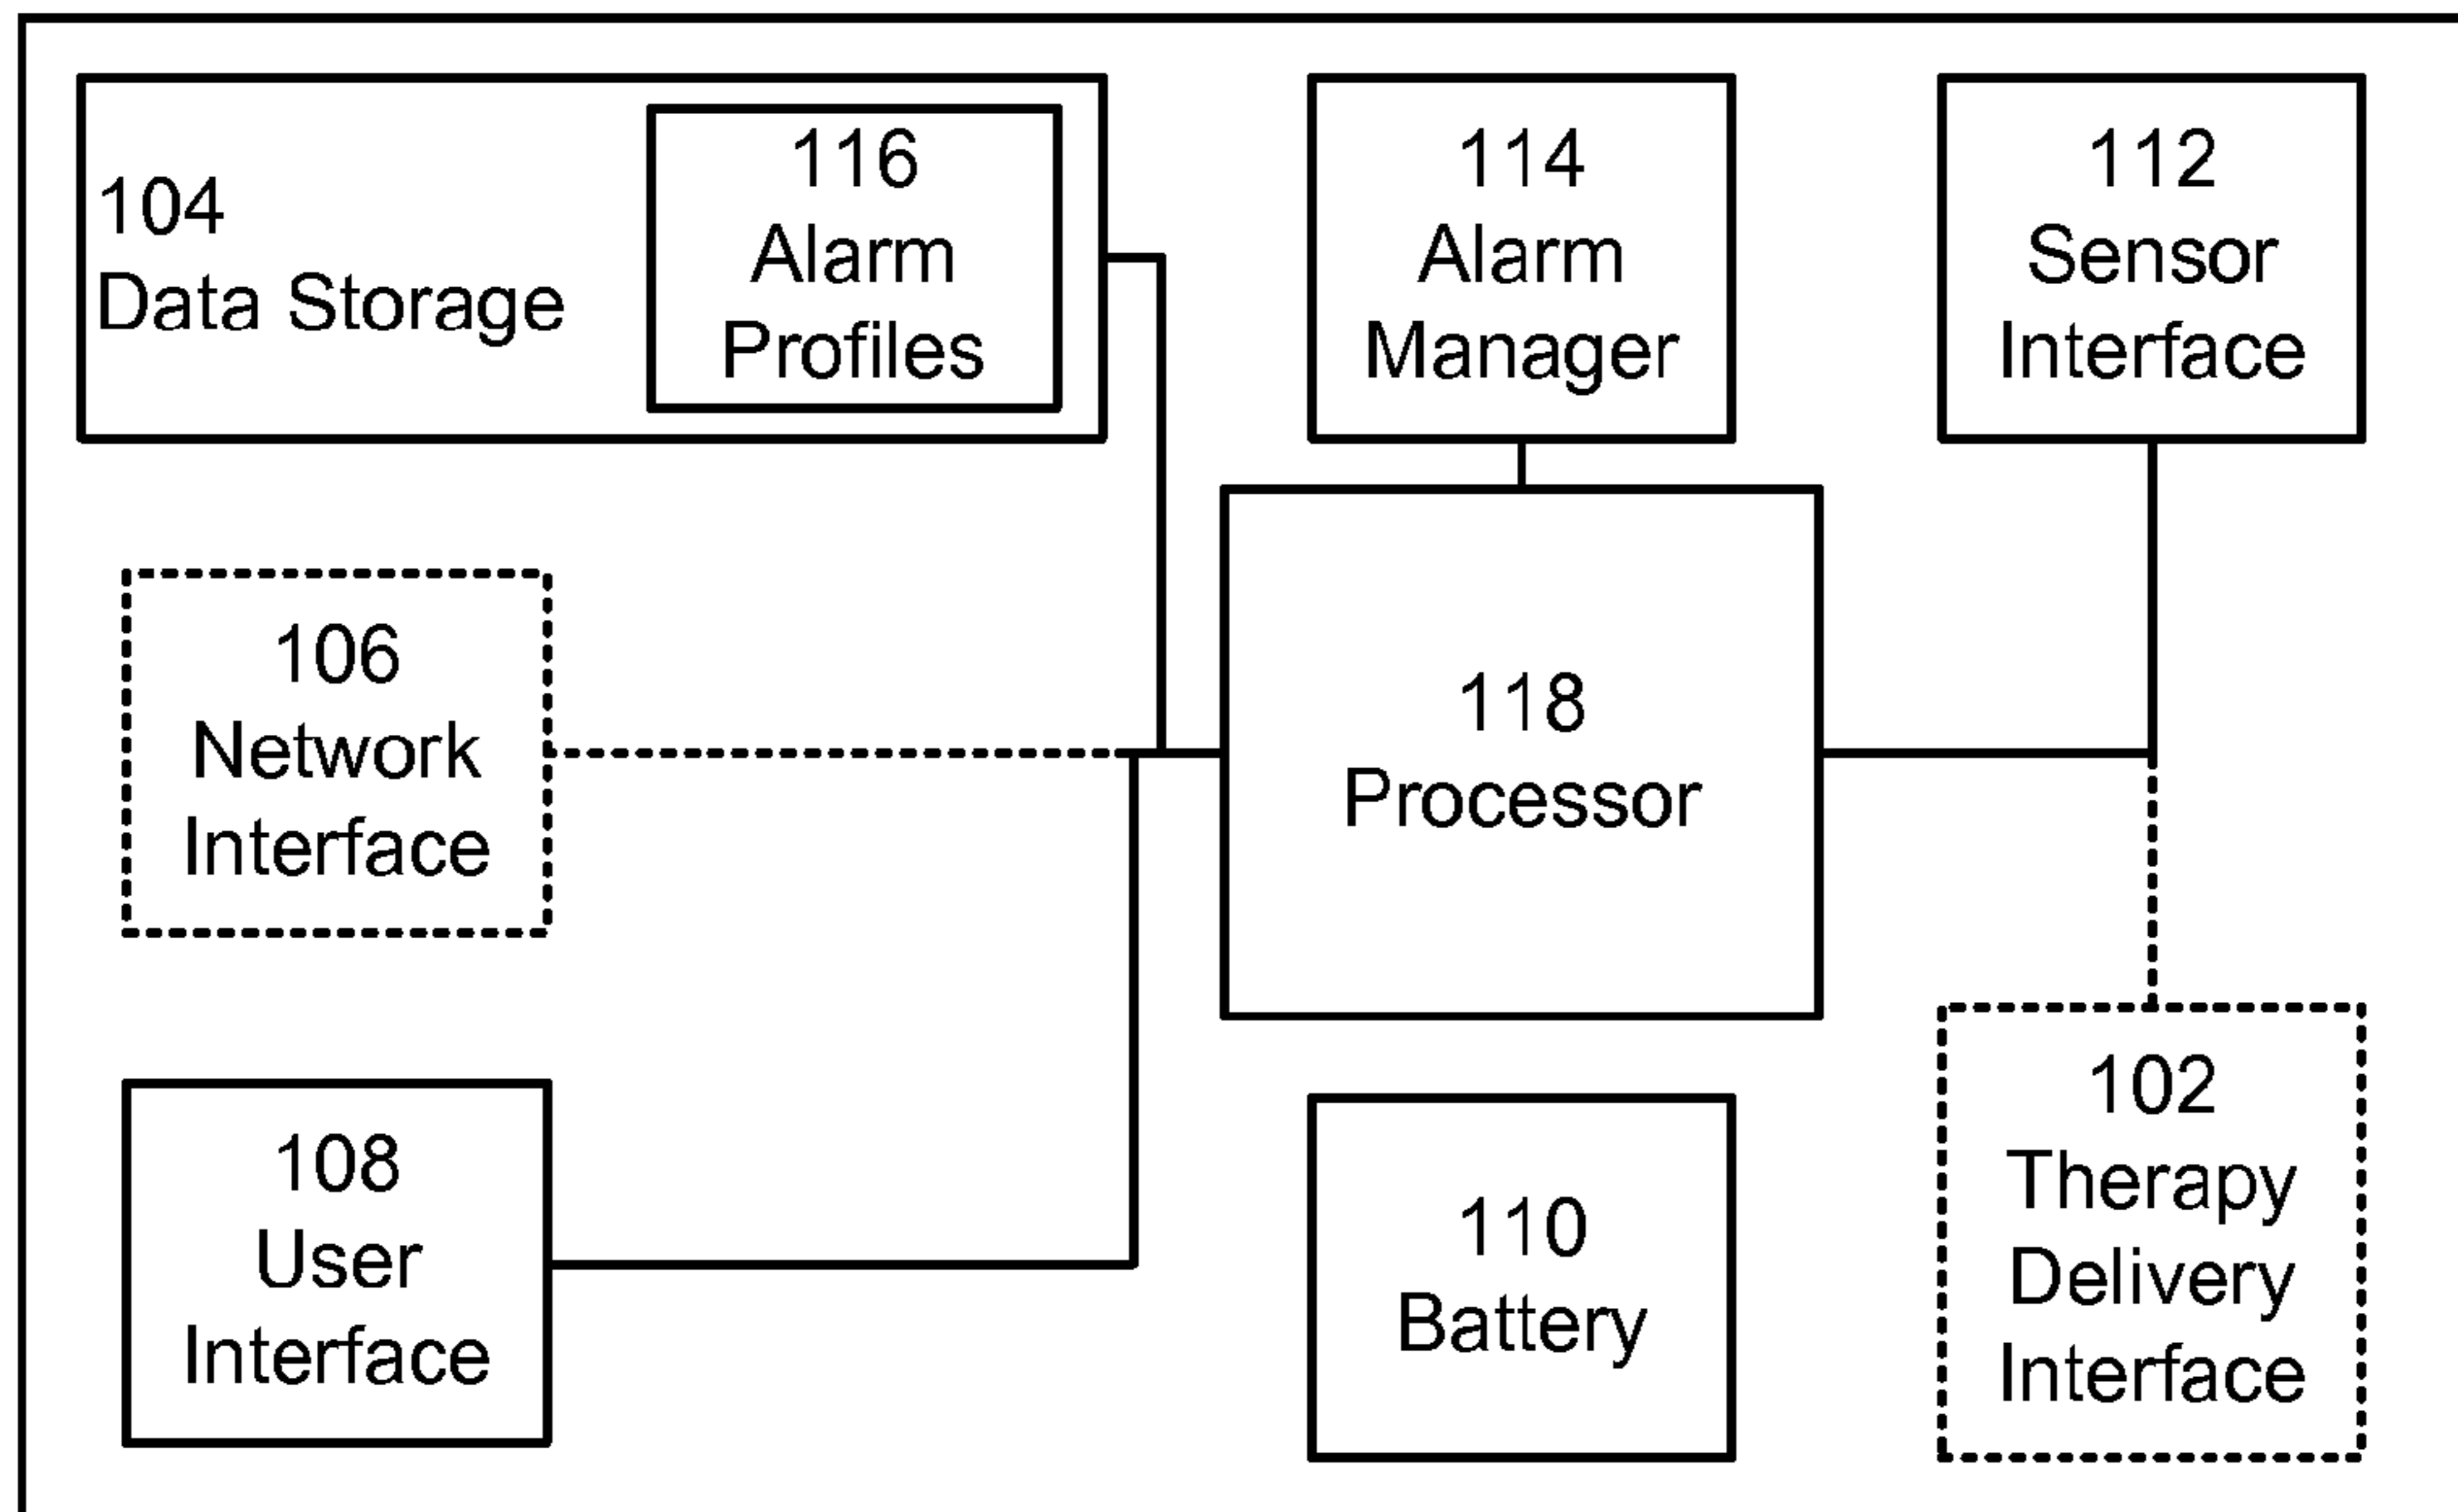 104
Data Storage
116
Alarm
Profiles
114
Alarm
Manager
112
Sensor
Interface
106
Network
Interface
118
Processor
108
User
Interface
110
Battery
102
Therapy
Delivery
Interface